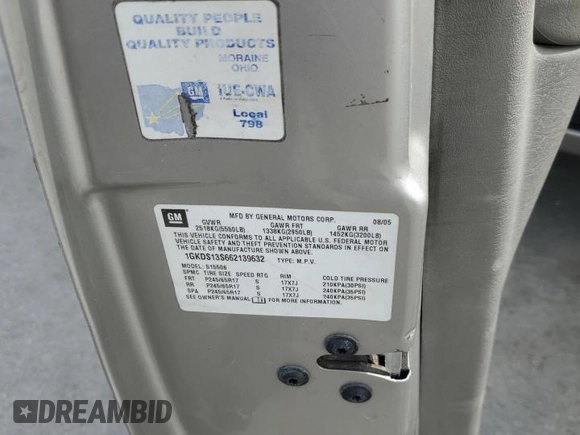 QUALITY PEOPLE
BUILD
QUALITY PRODUCTS
MORAINE
OHIO
GM IUE-CWA
Local
798
GM MFD BY GENERAL MOTORS CORP. 08/05
GVWR GAWR FRT GAWR RR
2518KG(5550LB) 1338KG(2950LB) 1452KG(3200LB)
THIS VEHICLE CONFORMS TO ALL APPLICABLE U.S. FEDERAL MOTOR
VEHICLE SAFETY AND THEFT PREVENTION STANDARDS IN EFFECT ON
THE DATE OF MANUFACTURE SHOWN ABOVE.
1GKDS13S662139632 TYPE: M.P.V.
MODEL: S15506
SPMC TIRE SIZE SPEED RTG RIM COLD TIRE PRESSURE
FRT P245/65R17 S 17X7J 210KPA(30PSI)
RR P245/65R17 S 17X7J 240KPA(35PSI)
SPA P245/65R17 S 17X7J 240KPA(35PSI)
SEE OWNER'S MANUAL FOR MORE INFORMATION.
DREAMBID